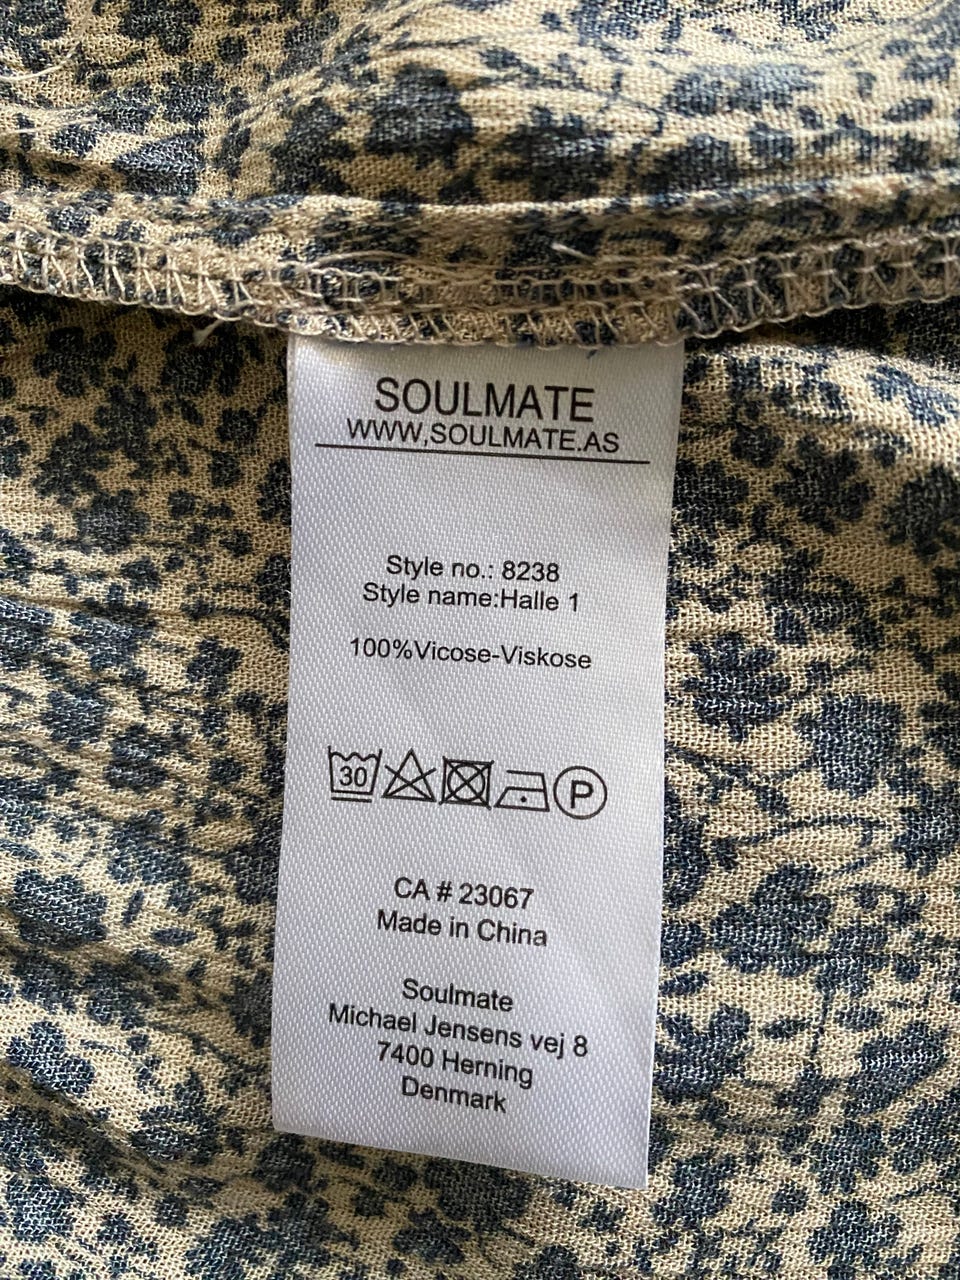 SOULMATE
WWW.SOULMATE.AS
Style no.: 8238
Style name:Halle 1
100%Vicose-Viskose
30 P
CA # 23067
Made in China
Soulmate
Michael Jensens vej 8
7400 Herning
Denmark